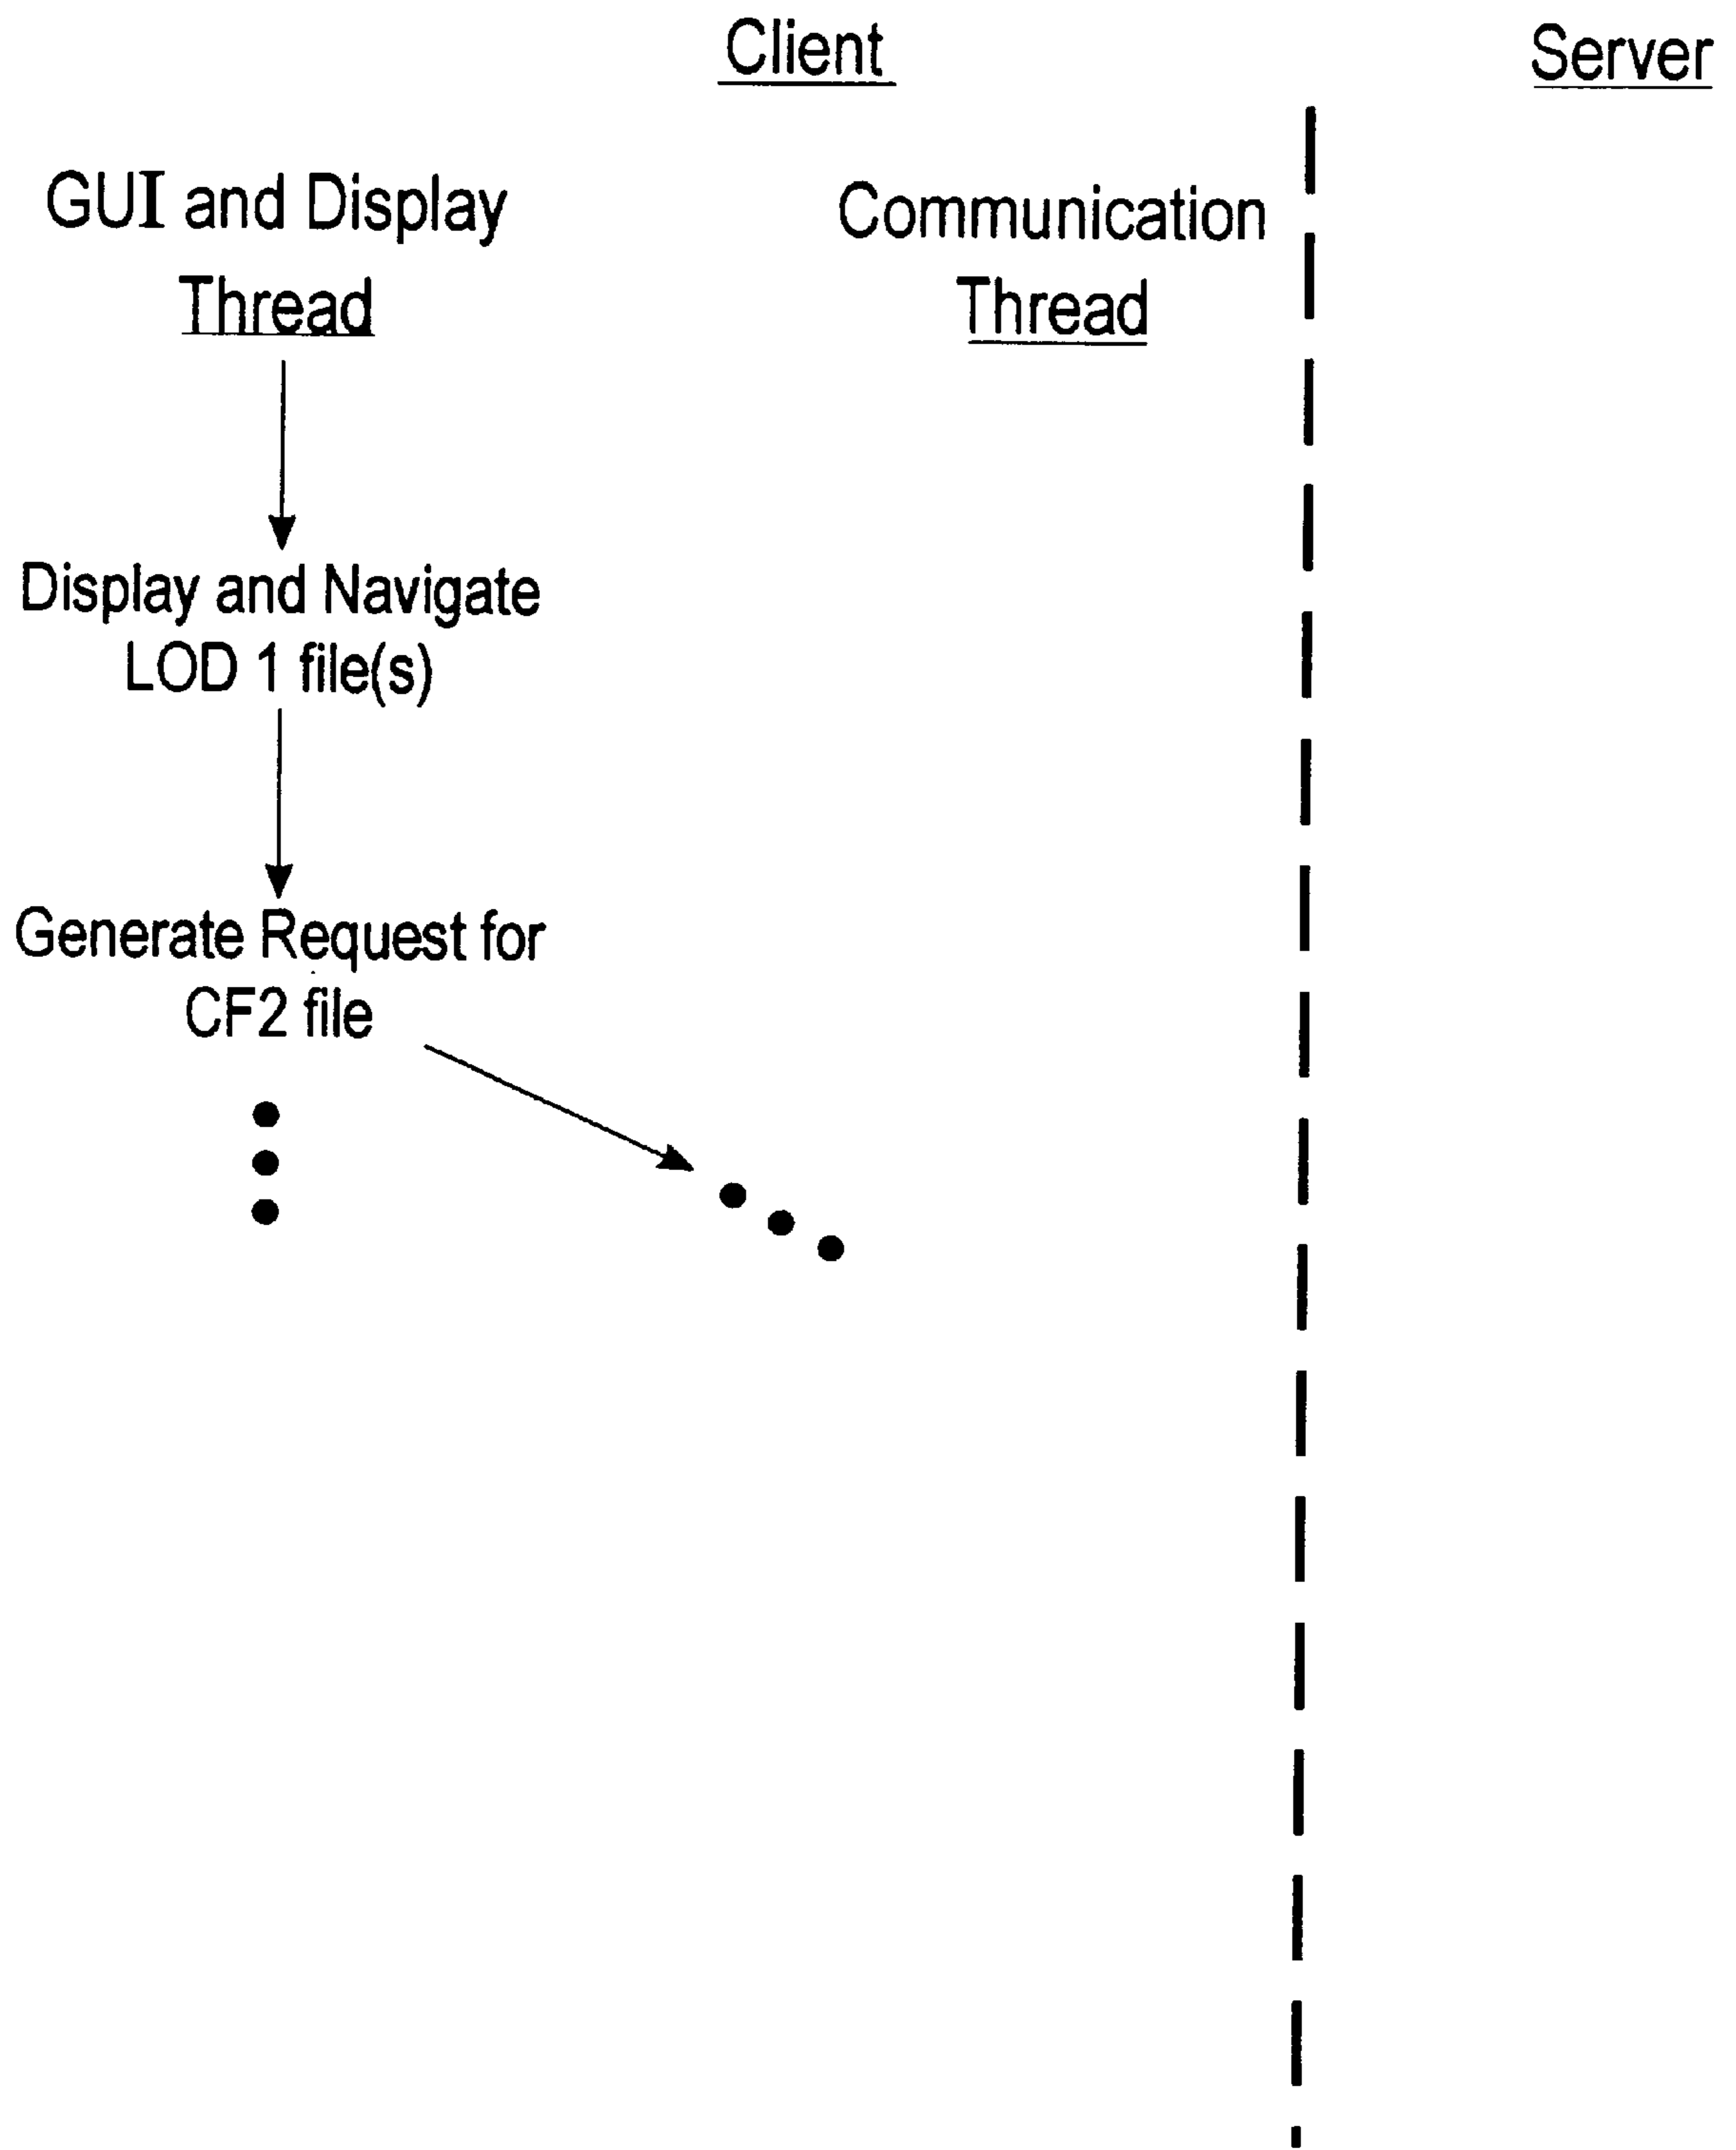 Client
Server
GUI and Display
Thread
Communication
Thread
Display and Navigate
LOD 1 file(s)
Generate Request for
CF2 file